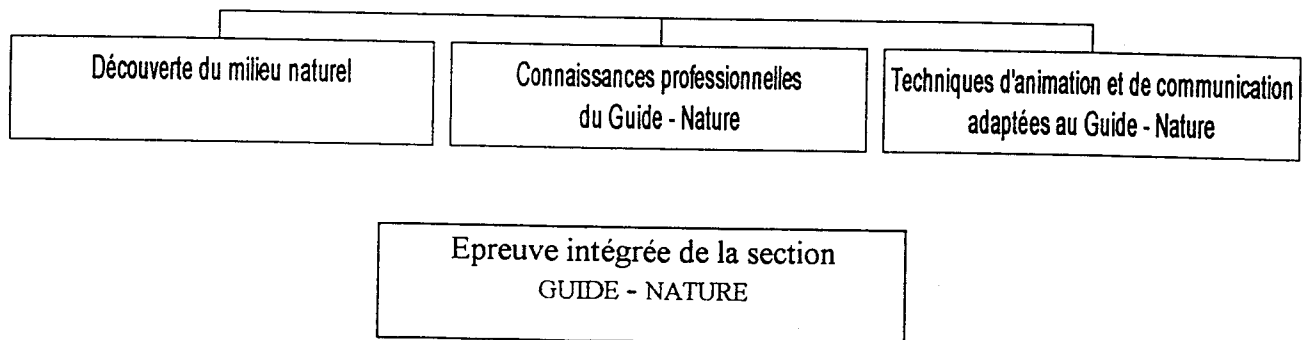 Découverte du milieu naturel
Connaissances professionnelles
du Guide - Nature
Techniques d'animation et de communication
adaptées au Guide - Nature
Epreuve intégrée de la section
GUIDE - NATURE